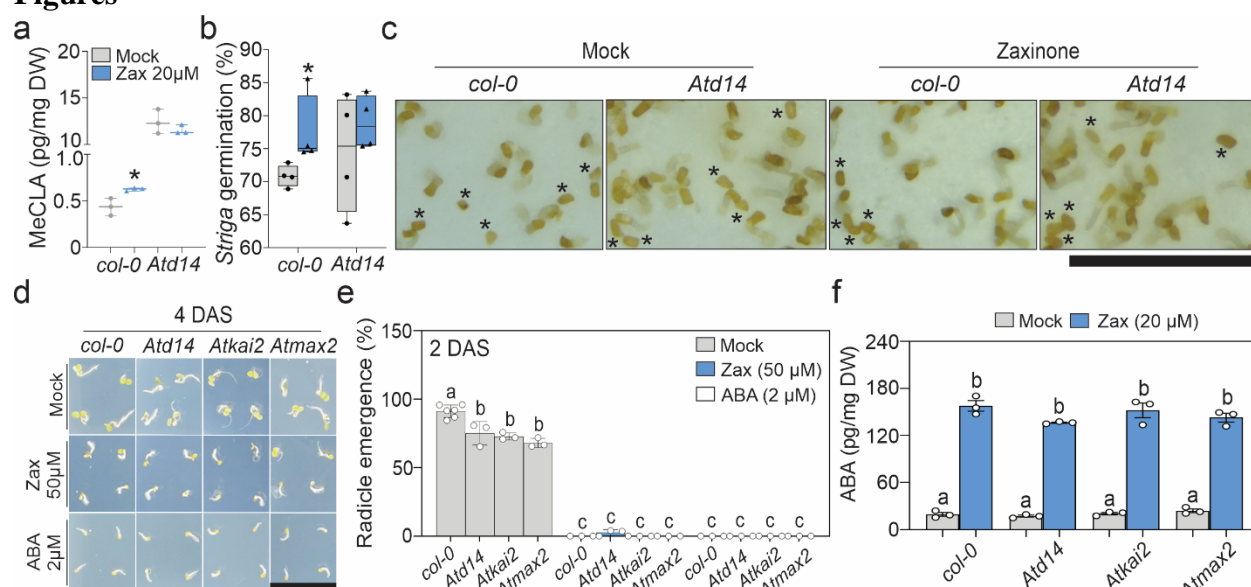 Figures
a
MeCLA (pg/mg DW)
20
15
10
1.0
0.5
0
Mock
Zax 20µM
*
col-0 Atd14
b
Striga germination (%)
90
85
80
75
70
65
60
*
col-0 Atd14
c
Mock
Zaxinone
col-0 Atd14 col-0 Atd14
* * * * * *
* * * * *
* * * *
* * * * *
d
4 DAS
col-0 Atd14 Atkai2 Atmax2
Mock
Zax
50µM
ABA
2µM
e
Radicle emergence (%)
150
100
50
0
2 DAS
Mock
Zax (50 µM)
ABA (2 µM)
a b b b
c c c c c c c c
col-0 Atd14 Atkai2 Atmax2 col-0 Atd14 Atkai2 Atmax2 col-0 Atd14 Atkai2 Atmax2
f
Mock Zax (20 µM)
ABA (pg/mg DW)
240
180
120
60
0
a b a b a b a b
col-0 Atd14 Atkai2 Atmax2